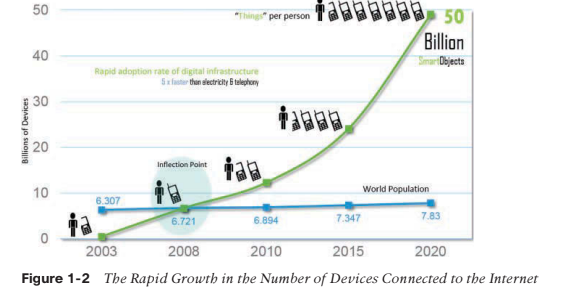 50
40
30
20
10
0
Billions of Devices
"Things" per person
50
Billion
SmartObjects
Rapid adoption rate of digital infrastructure
5 x faster than electricity & telephony
Inflection Point
World Population
6.307
6.721
6.894
7.347
7.83
2003
2008
2010
2015
2020
Figure 1-2 The Rapid Growth in the Number of Devices Connected to the Internet